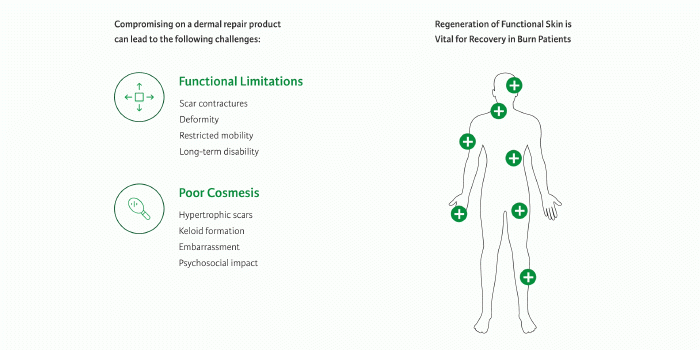 Compromising on a dermal repair product
can lead to the following challenges:
Functional Limitations
Scar contractures
Deformity
Restricted mobility
Long-term disability
Poor Cosmesis
Hypertrophic scars
Keloid formation
Embarrassment
Psychosocial impact
Regeneration of Functional Skin is
Vital for Recovery in Burn Patients